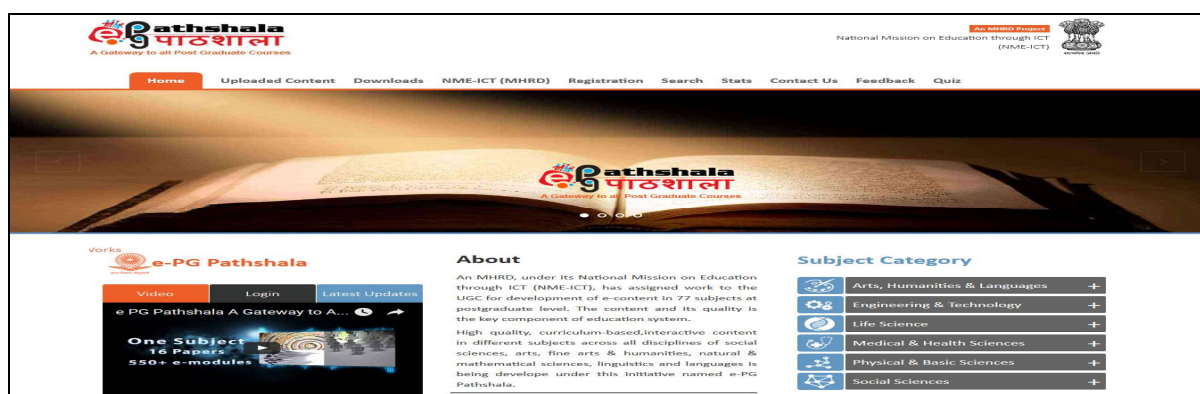 e-PG Pathshala
पाठशाला
A Gateway to all Post Graduate Courses
An MHRD Project
National Mission on Education through ICT
(NME-ICT)
सत्यमेव जयते
Home Uploaded Content Downloads NME-ICT (MHRD) Registration Search Stats Contact Us Feedback Quiz
e-PG Pathshala
पाठशाला
A Gateway to all Post Graduate Courses
vorks
e-PG Pathshala
Video Login Latest Updates
e PG Pathshala A Gateway to A...
One Subject
16 Papers
550+ e-modules
About
An MHRD, under its National Mission on Education
through ICT (NME-ICT), has assigned work to the
UGC for development of e-content in 77 subjects at
postgraduate level. The content and its quality is
the key component of education system.
High quality, curriculum-based,interactive content
in different subjects across all disciplines of social
sciences, arts, fine arts & humanities, natural &
mathematical sciences, linguistics and languages is
being develope under this initiative named e-PG
Pathshala.
Subject Category
Arts, Humanities & Languages +
Engineering & Technology +
Life Science +
Medical & Health Sciences +
Physical & Basic Sciences +
Social Sciences +